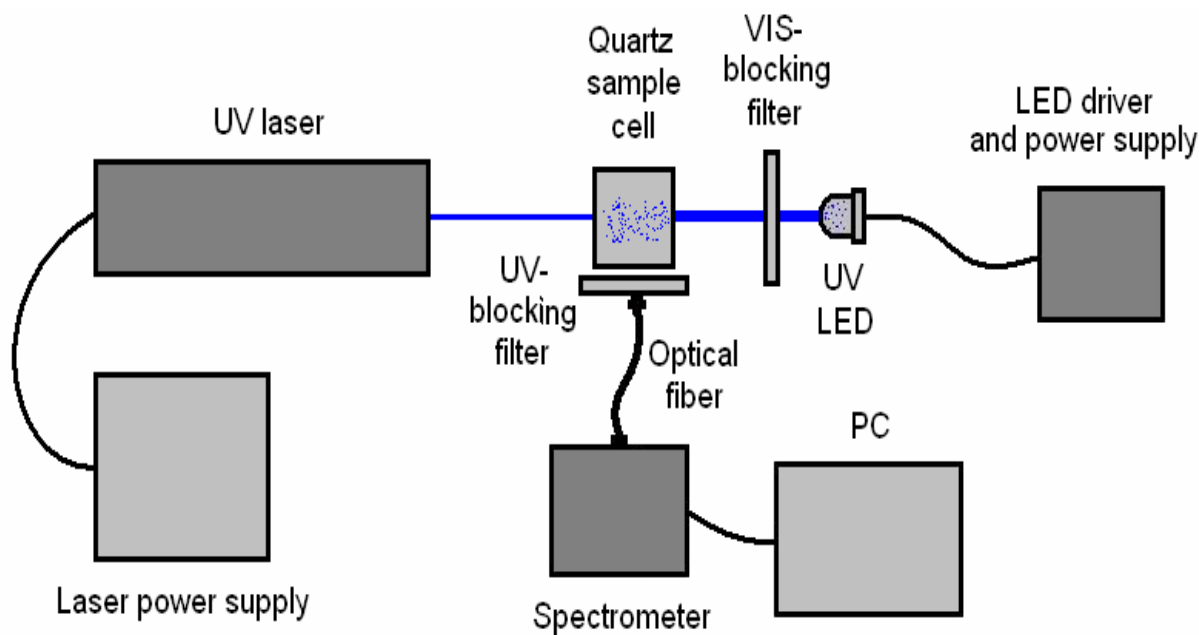 UV laser
Quartz
sample
cell
VIS-
blocking
filter
LED driver
and power supply
UV-
blocking
filter
Optical
fiber
UV
LED
PC
Laser power supply
Spectrometer